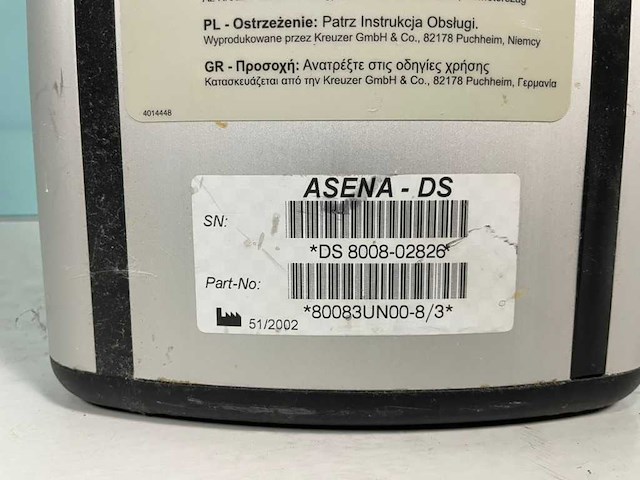 PL - Ostrzeżenie: Patrz Instrukcja Obsługi.
Wyprodukowane przez Kreuzer GmbH & Co., 82178 Puchheim, Niemcy
GR - Προσοχή: Ανατρέξτε στις οδηγίες χρήσης
Κατασκευάζεται από την Kreuzer GmbH & Co., 82178 Puchheim, Γερμανία
4014448
ASENA - DS
SN:
*DS 8008-02826*
Part-No:
*80083UN00-8/3*
51/2002